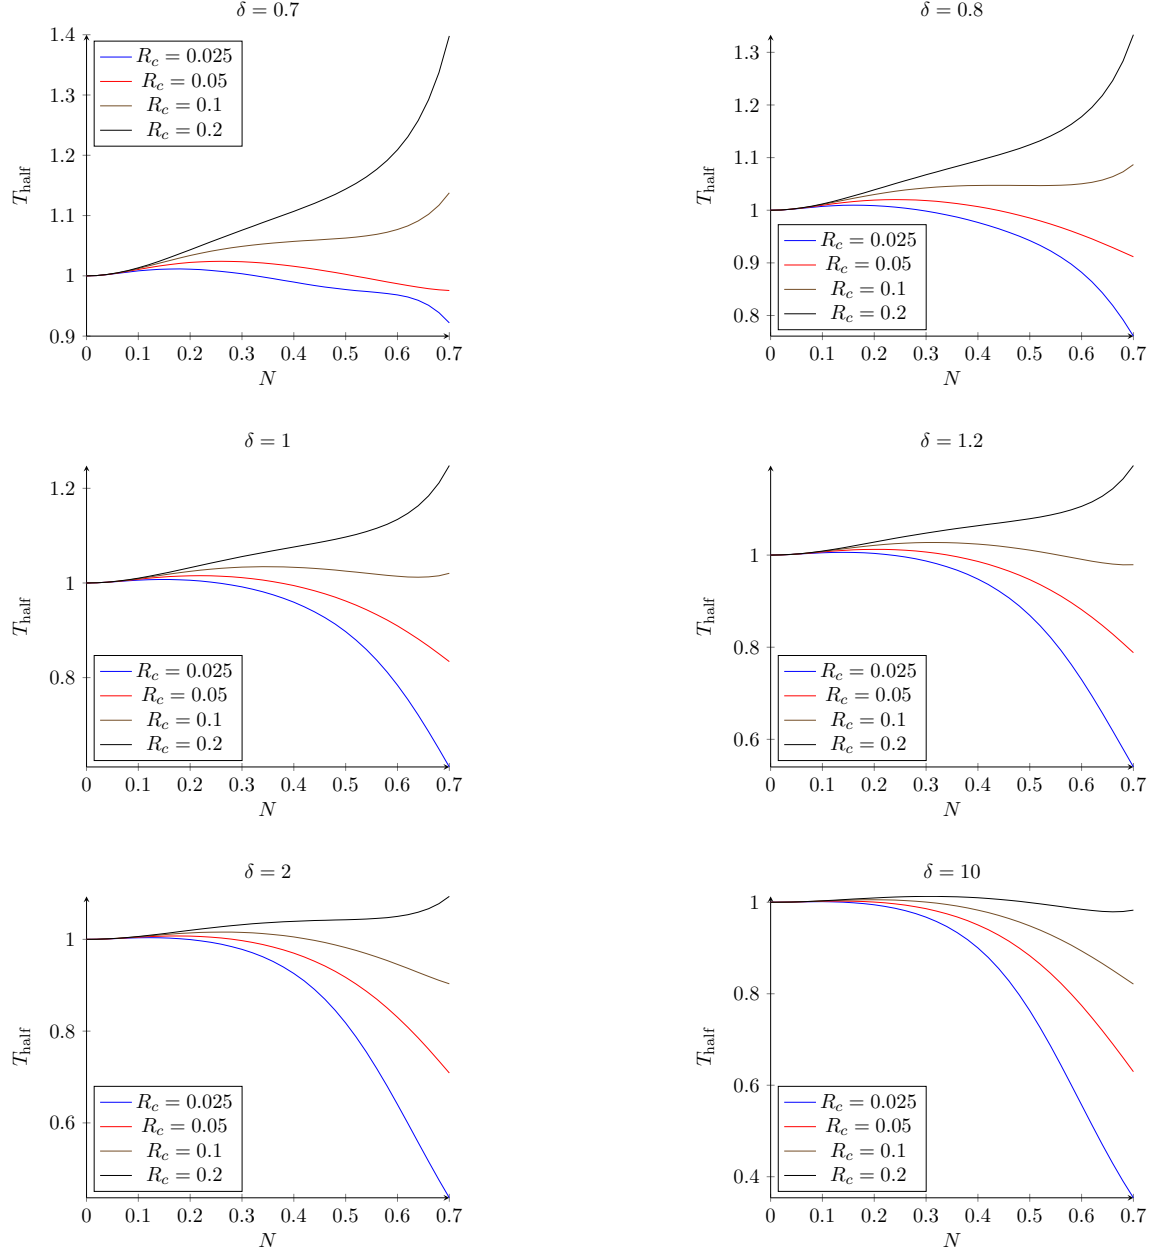 δ = 0.7
1.4
1.3
1.2
1.1
1
0.9
T_half
R_c = 0.025
R_c = 0.05
R_c = 0.1
R_c = 0.2
0 0.1 0.2 0.3 0.4 0.5 0.6 0.7
N
δ = 0.8
1.3
1.2
1.1
1
0.9
0.8
T_half
R_c = 0.025
R_c = 0.05
R_c = 0.1
R_c = 0.2
0 0.1 0.2 0.3 0.4 0.5 0.6 0.7
N
δ = 1
1.2
1
0.8
T_half
R_c = 0.025
R_c = 0.05
R_c = 0.1
R_c = 0.2
0 0.1 0.2 0.3 0.4 0.5 0.6 0.7
N
δ = 1.2
1
0.8
0.6
T_half
R_c = 0.025
R_c = 0.05
R_c = 0.1
R_c = 0.2
0 0.1 0.2 0.3 0.4 0.5 0.6 0.7
N
δ = 2
1
0.8
0.6
T_half
R_c = 0.025
R_c = 0.05
R_c = 0.1
R_c = 0.2
0 0.1 0.2 0.3 0.4 0.5 0.6 0.7
N
δ = 10
1
0.8
0.6
0.4
T_half
R_c = 0.025
R_c = 0.05
R_c = 0.1
R_c = 0.2
0 0.1 0.2 0.3 0.4 0.5 0.6 0.7
N